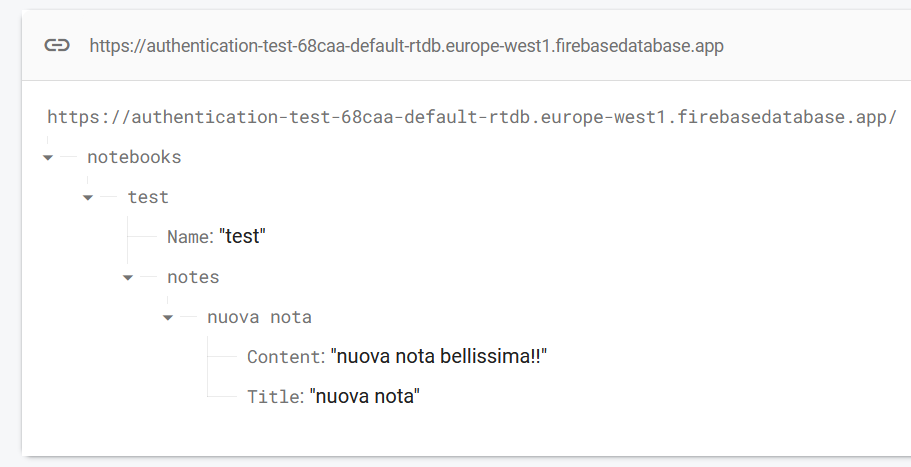 https://authentication-test-68caa-default-rtdb.europe-west1.firebasedatabase.app
https://authentication-test-68caa-default-rtdb.europe-west1.firebasedatabase.app/
notebooks
test
Name: "test"
notes
nuova nota
Content: "nuova nota bellissima!!"
Title: "nuova nota"